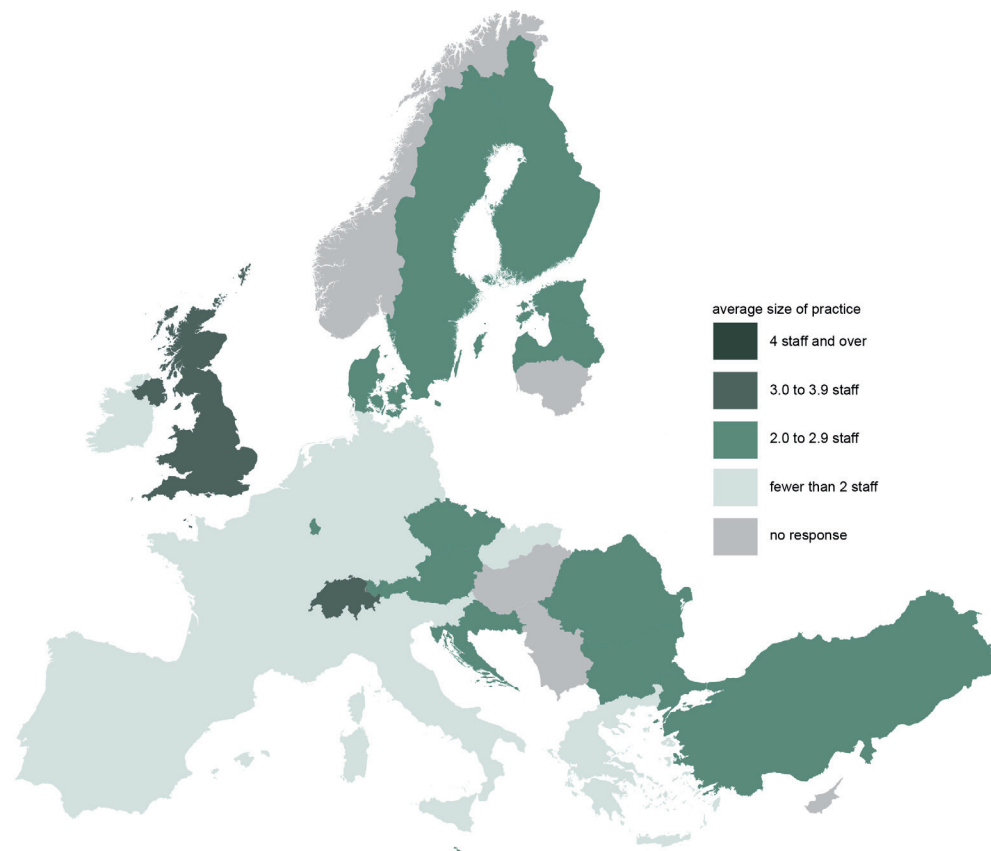 average size of practice
4 staff and over
3.0 to 3.9 staff
2.0 to 2.9 staff
fewer than 2 staff
no response